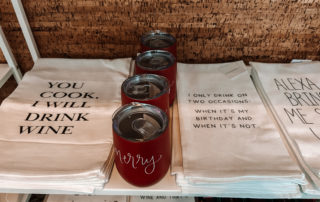 YOU
COOK.
I WILL
DRINK
WINE
Merry
I ONLY DRINK ON
TWO OCCASIONS:
WHEN IT'S MY
BIRTHDAY AND
WHEN IT'S NOT.
ALEXA
BRIN
ME S